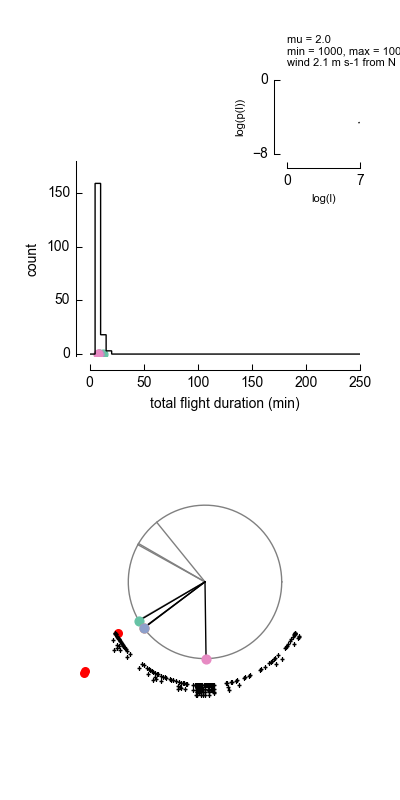 mu = 2.0
min = 1000, max = 100
wind 2.1 m s-1 from N
0
log(p(l))
−8
0 7
log(l)
150
100
count
50
0
0 50 100 150 200 250
total flight duration (min)